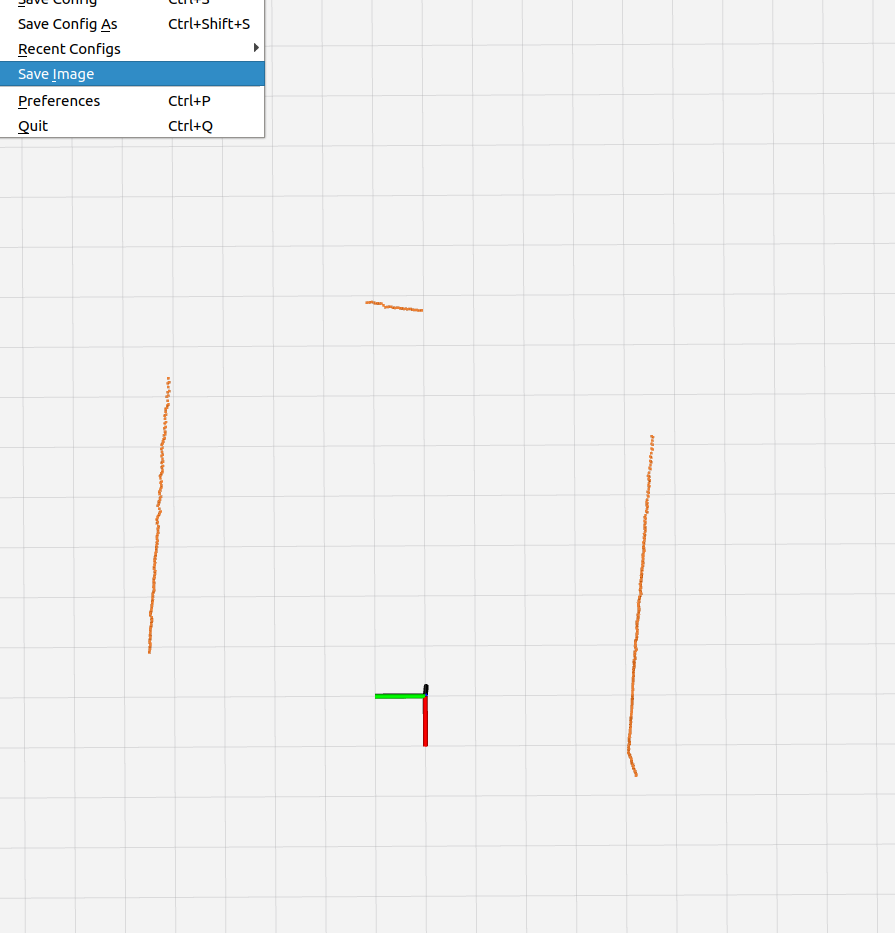 Save Config Ctrl+S
Save Config As Ctrl+Shift+S
Recent Configs
Save Image
Preferences Ctrl+P
Quit Ctrl+Q